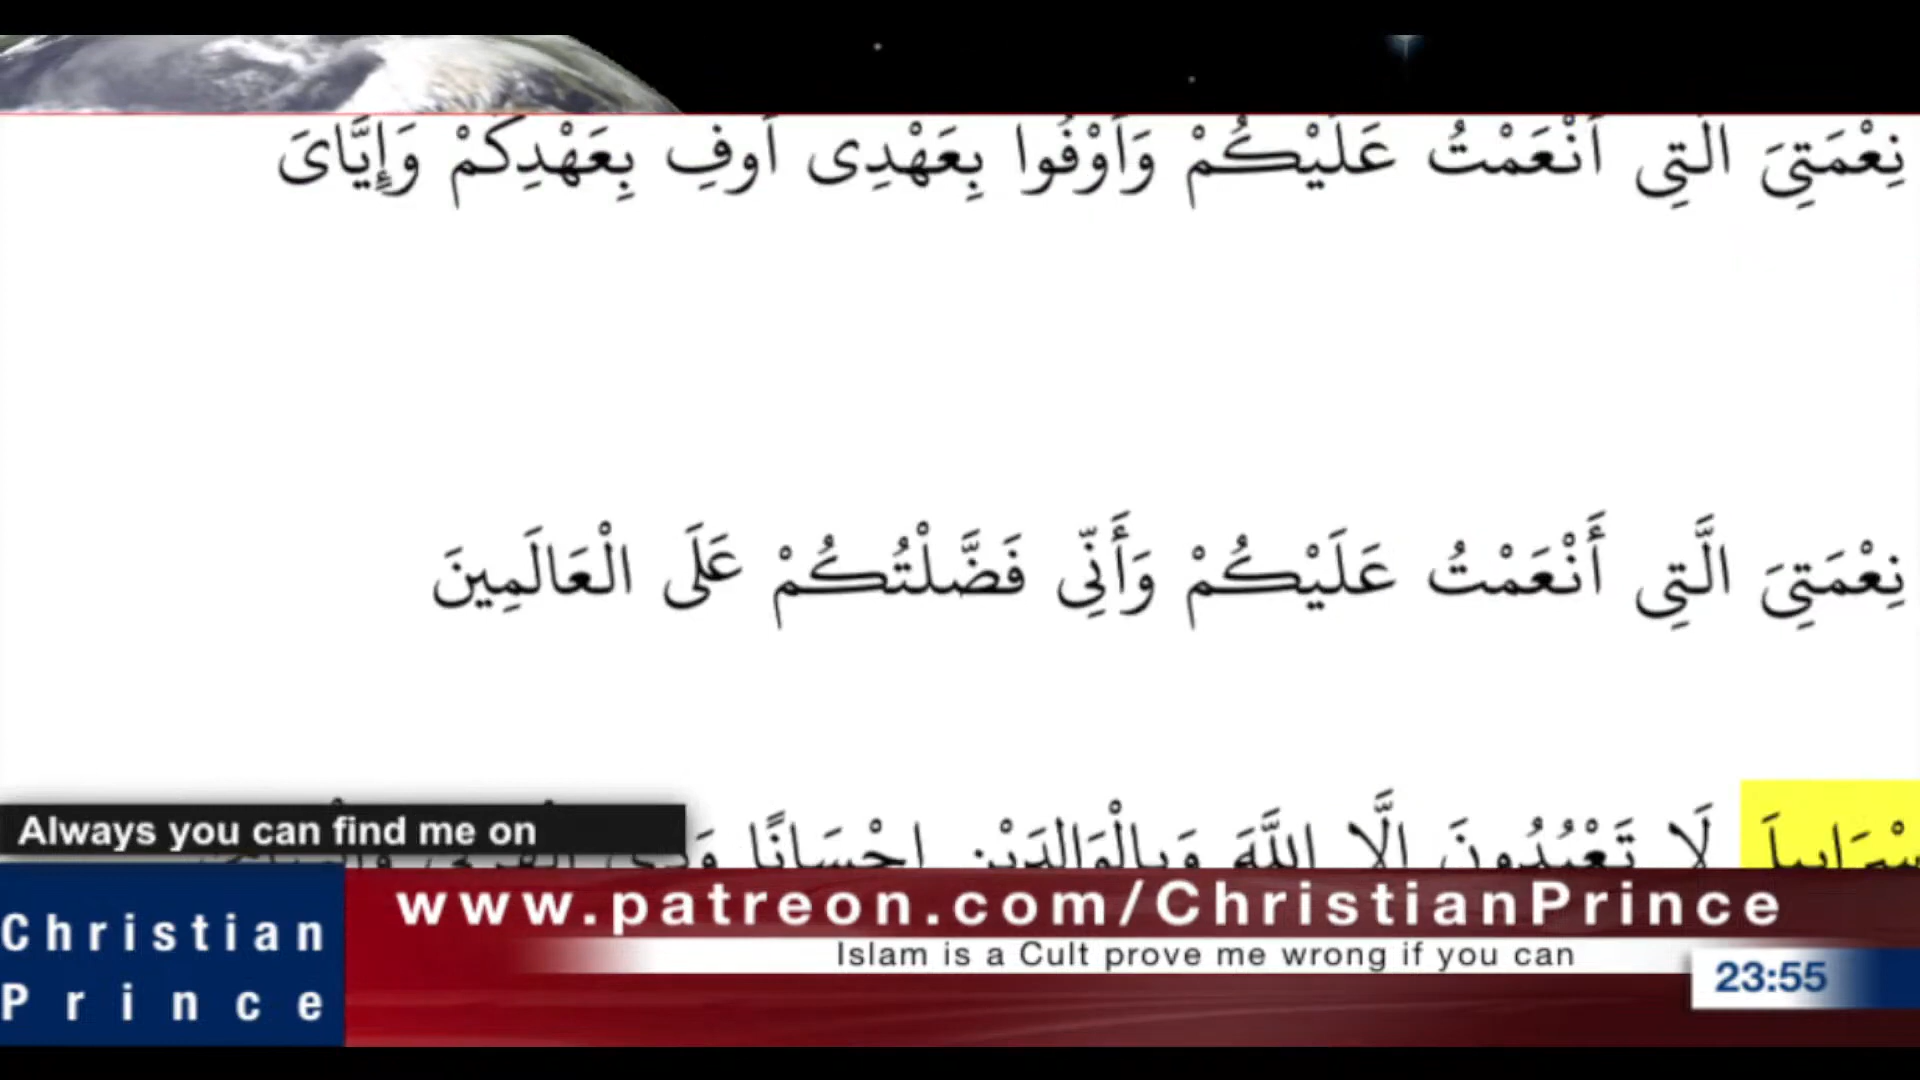 نِعْمَتِىَ الَّتِى أَنْعَمْتُ عَلَيْكُمْ وَأَوْفُوا بِعَهْدِى أُوفِ بِعَهْدِكُمْ وَإِيَّاىَ
نِعْمَتِىَ الَّتِى أَنْعَمْتُ عَلَيْكُمْ وَأَنِّى فَضَّلْتُكُمْ عَلَى الْعَالَمِينَ
لَا تَعْبُدُونَ إِلَّا اللَّهَ وَبِالْوَالِدَيْنِ إِحْسَانًا
Always you can find me on
www.patreon.com/ChristianPrince
Islam is a Cult prove me wrong if you can
Christian
Prince
23:55